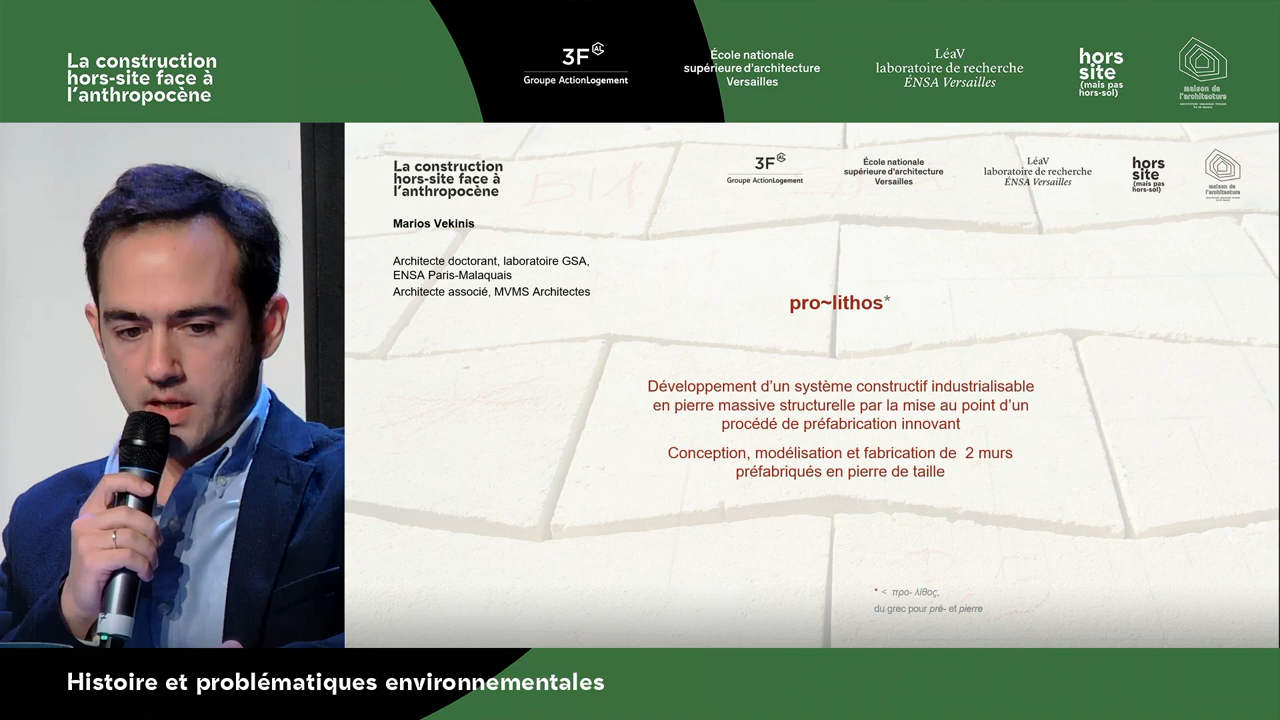 La construction
hors-site face à
l'anthropocène
3F AL
Groupe ActionLogement
École nationale
supérieure d'architecture
Versailles
LéaV
laboratoire de recherche
ÉNSA Versailles
hors
site
(mais pas
hors-sol)
maison de
l'architecture
La construction
hors-site face à
l'anthropocène
3F AL
Groupe ActionLogement
École nationale
supérieure d'architecture
Versailles
LéaV
laboratoire de recherche
ÉNSA Versailles
hors
site
(mais pas
hors-sol)
maison de
l'architecture
Marios Vekinis
Architecte doctorant, laboratoire GSA,
ENSA Paris-Malaquais
Architecte associé, MVMS Architectes
pro~lithos*
Développement d'un système constructif industrialisable
en pierre massive structurelle par la mise au point d'un
procédé de préfabrication innovant
Conception, modélisation et fabrication de 2 murs
préfabriqués en pierre de taille
* < προ- λίθος,
du grec pour pré- et pierre
Histoire et problématiques environnementales